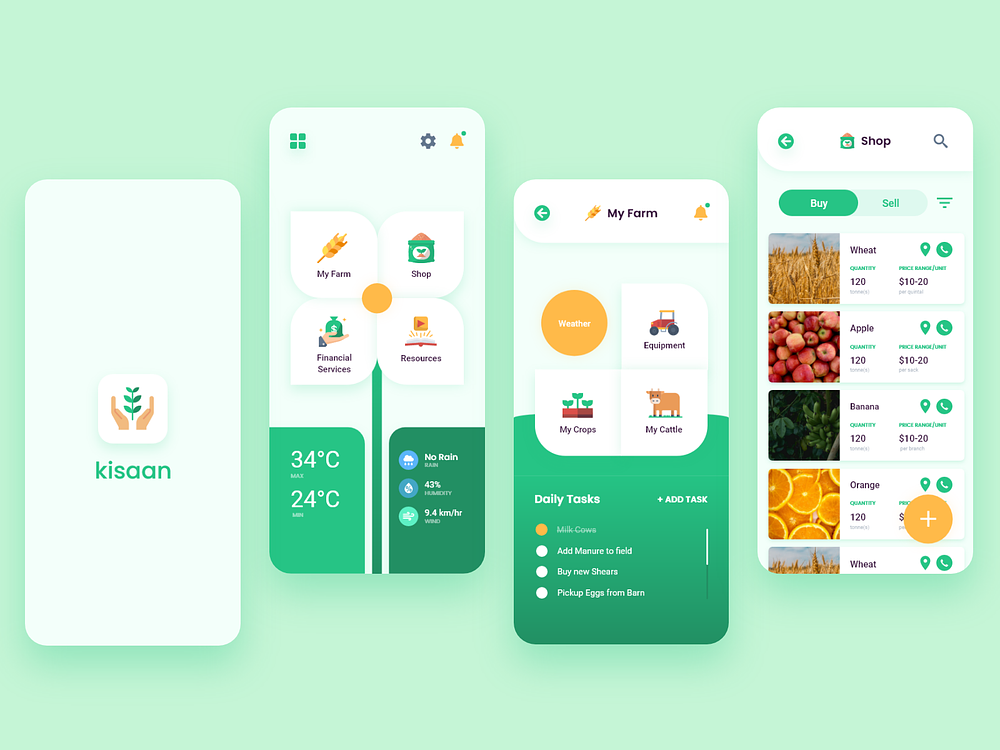 kisaan
My Farm
Shop
Financial
Services
Resources
34°C
MAX
24°C
MIN
No Rain
RAIN
43%
HUMIDITY
9.4 km/hr
WIND
My Farm
Weather
Equipment
My Crops
My Cattle
Daily Tasks
+ ADD TASK
Milk Cows
Add Manure to field
Buy new Shears
Pickup Eggs from Barn
Shop
Buy
Sell
Wheat
QUANTITY PRICE RANGE/UNIT
120 $10-20
tonne(s) per quintal
Apple
QUANTITY PRICE RANGE/UNIT
120 $10-20
tonne(s) per sack
Banana
QUANTITY PRICE RANGE/UNIT
120 $10-20
tonne(s) per branch
Orange
QUANTITY
120 $
tonne(s)
Wheat